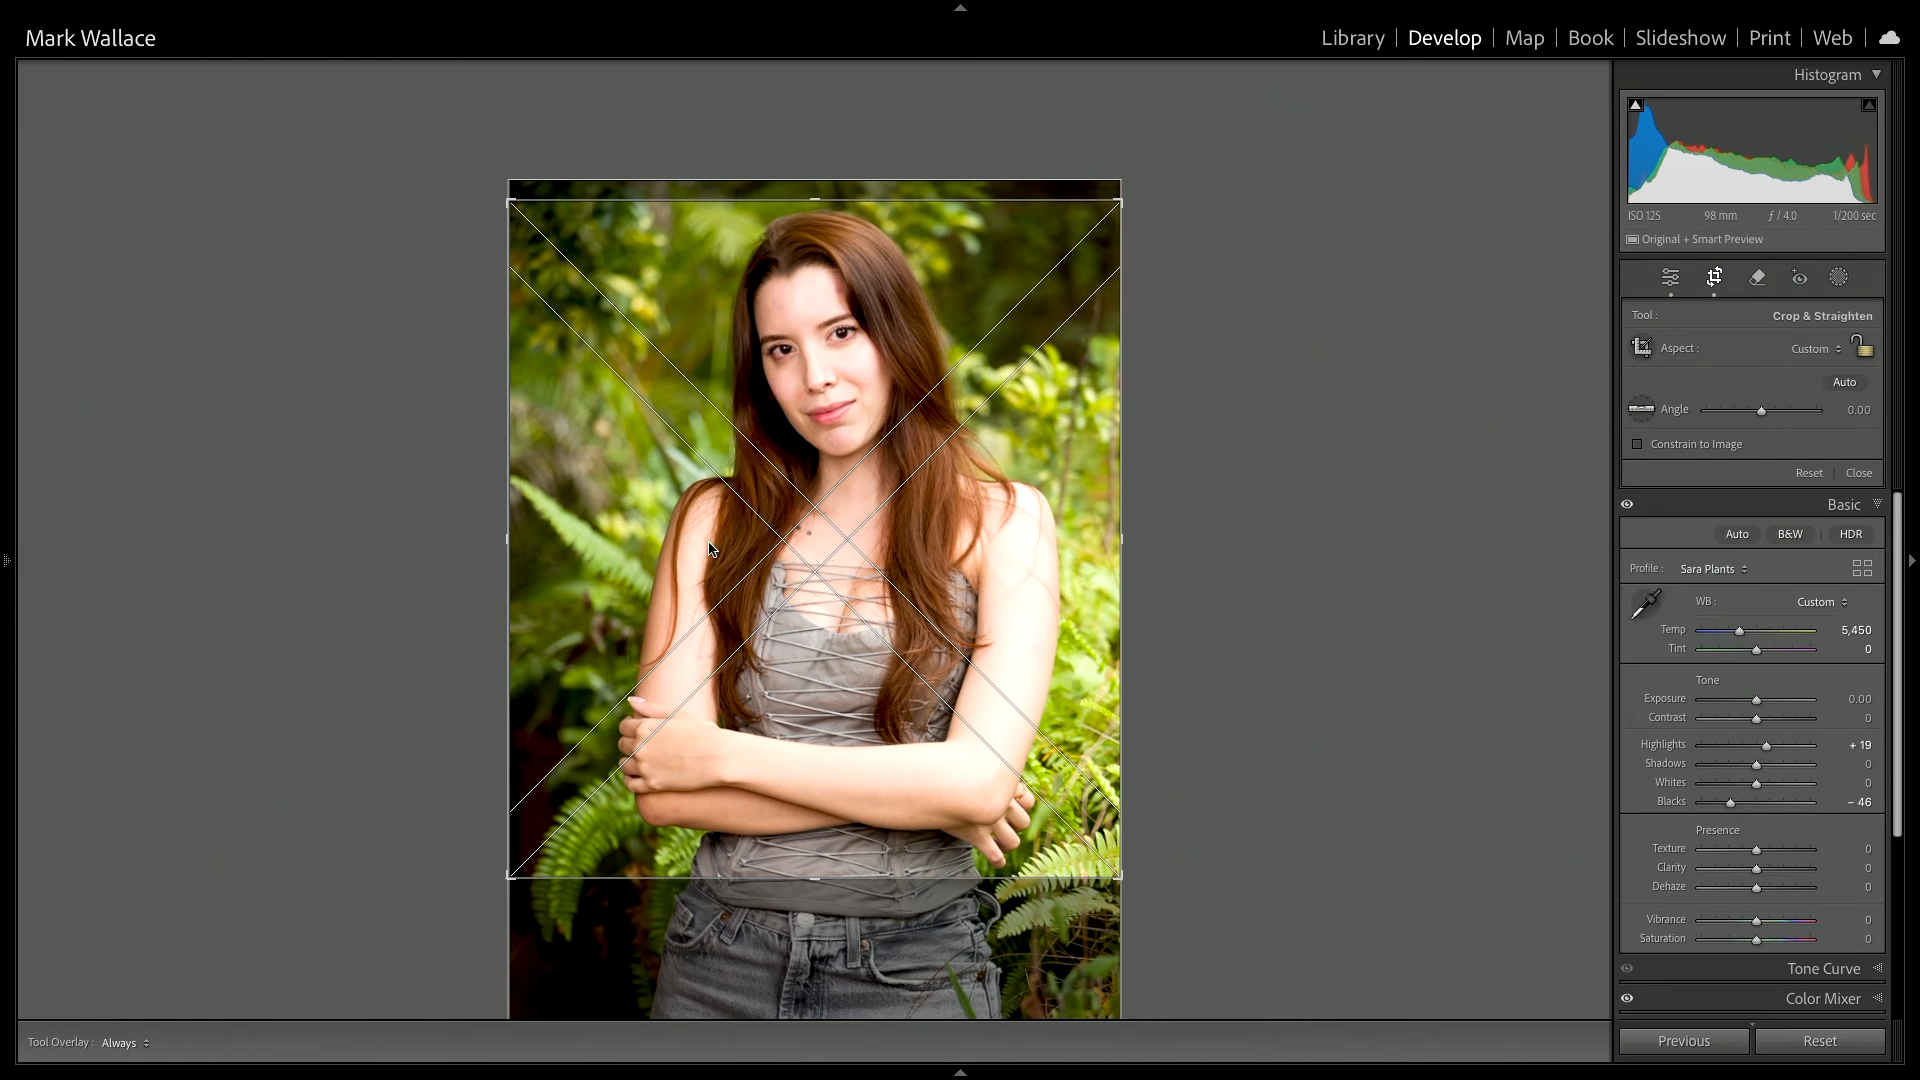 Mark Wallace
Library | Develop | Map | Book | Slideshow | Print | Web
Histogram
ISO 125 98 mm ƒ / 4.0 1/200 sec
Original + Smart Preview
Tool : Crop & Straighten
Aspect : Custom
Auto
Angle 0.00
Constrain to Image
Reset Close
Basic
Auto B&W HDR
Profile : Sara Plants
WB : Custom
Temp 5,450
Tint 0
Tone
Exposure 0.00
Contrast 0
Highlights + 19
Shadows 0
Whites 0
Blacks − 46
Presence
Texture 0
Clarity 0
Dehaze 0
Vibrance 0
Saturation 0
Tone Curve
Color Mixer
Tool Overlay : Always
Previous Reset